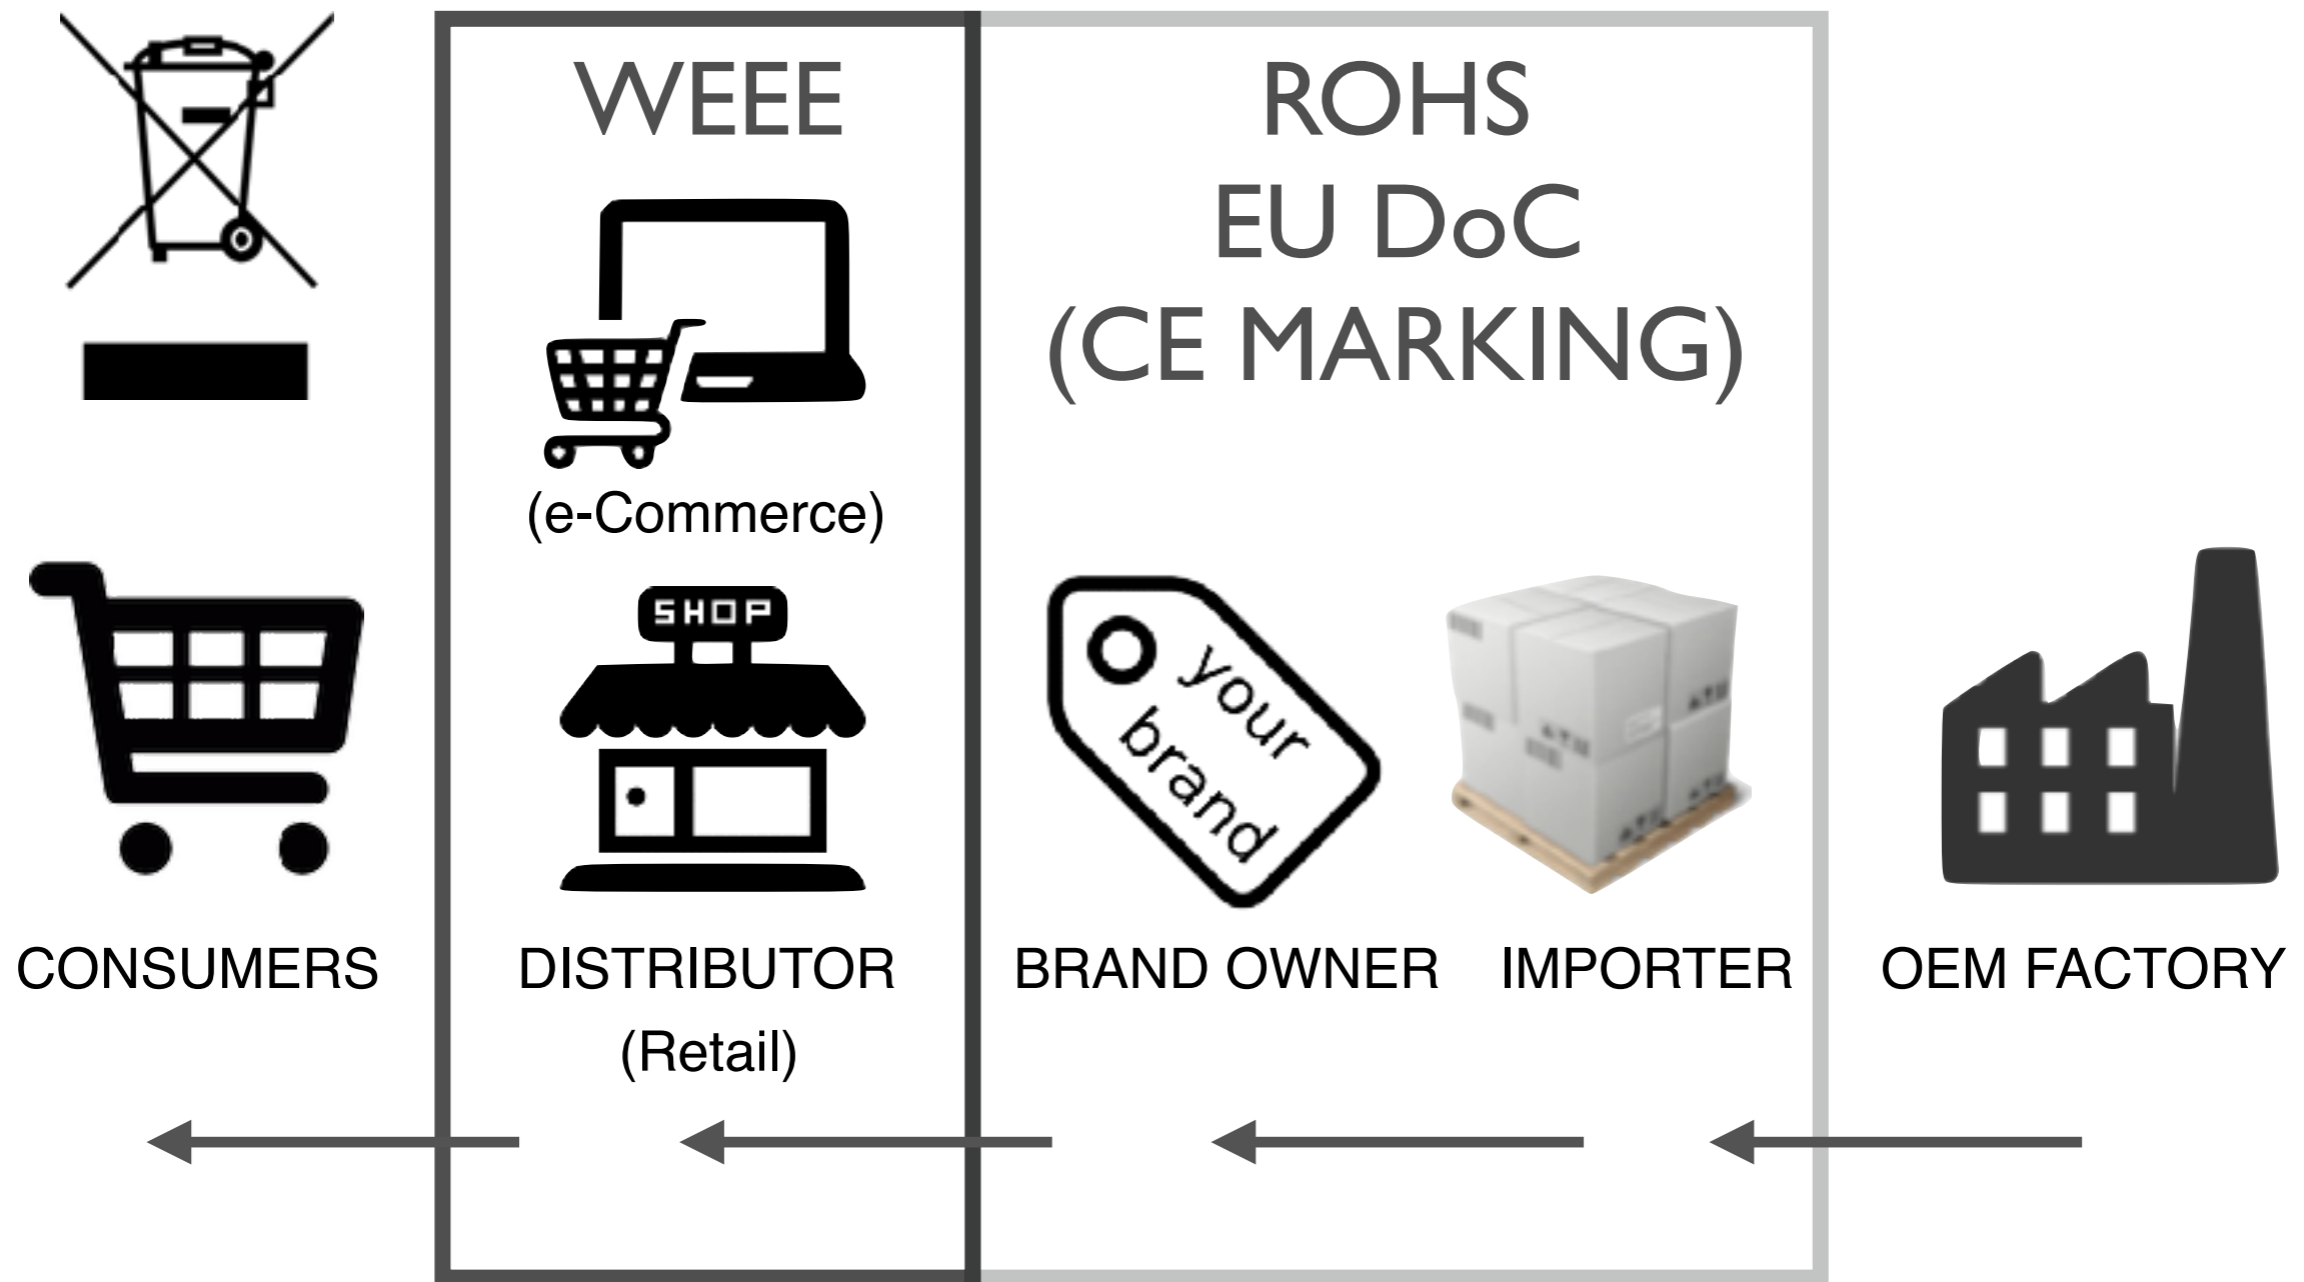 WEEE
(e-Commerce)
SHOP
ROHS
EU DoC
(CE MARKING)
your
brand
CONSUMERS
DISTRIBUTOR
(Retail)
BRAND OWNER
IMPORTER
OEM FACTORY